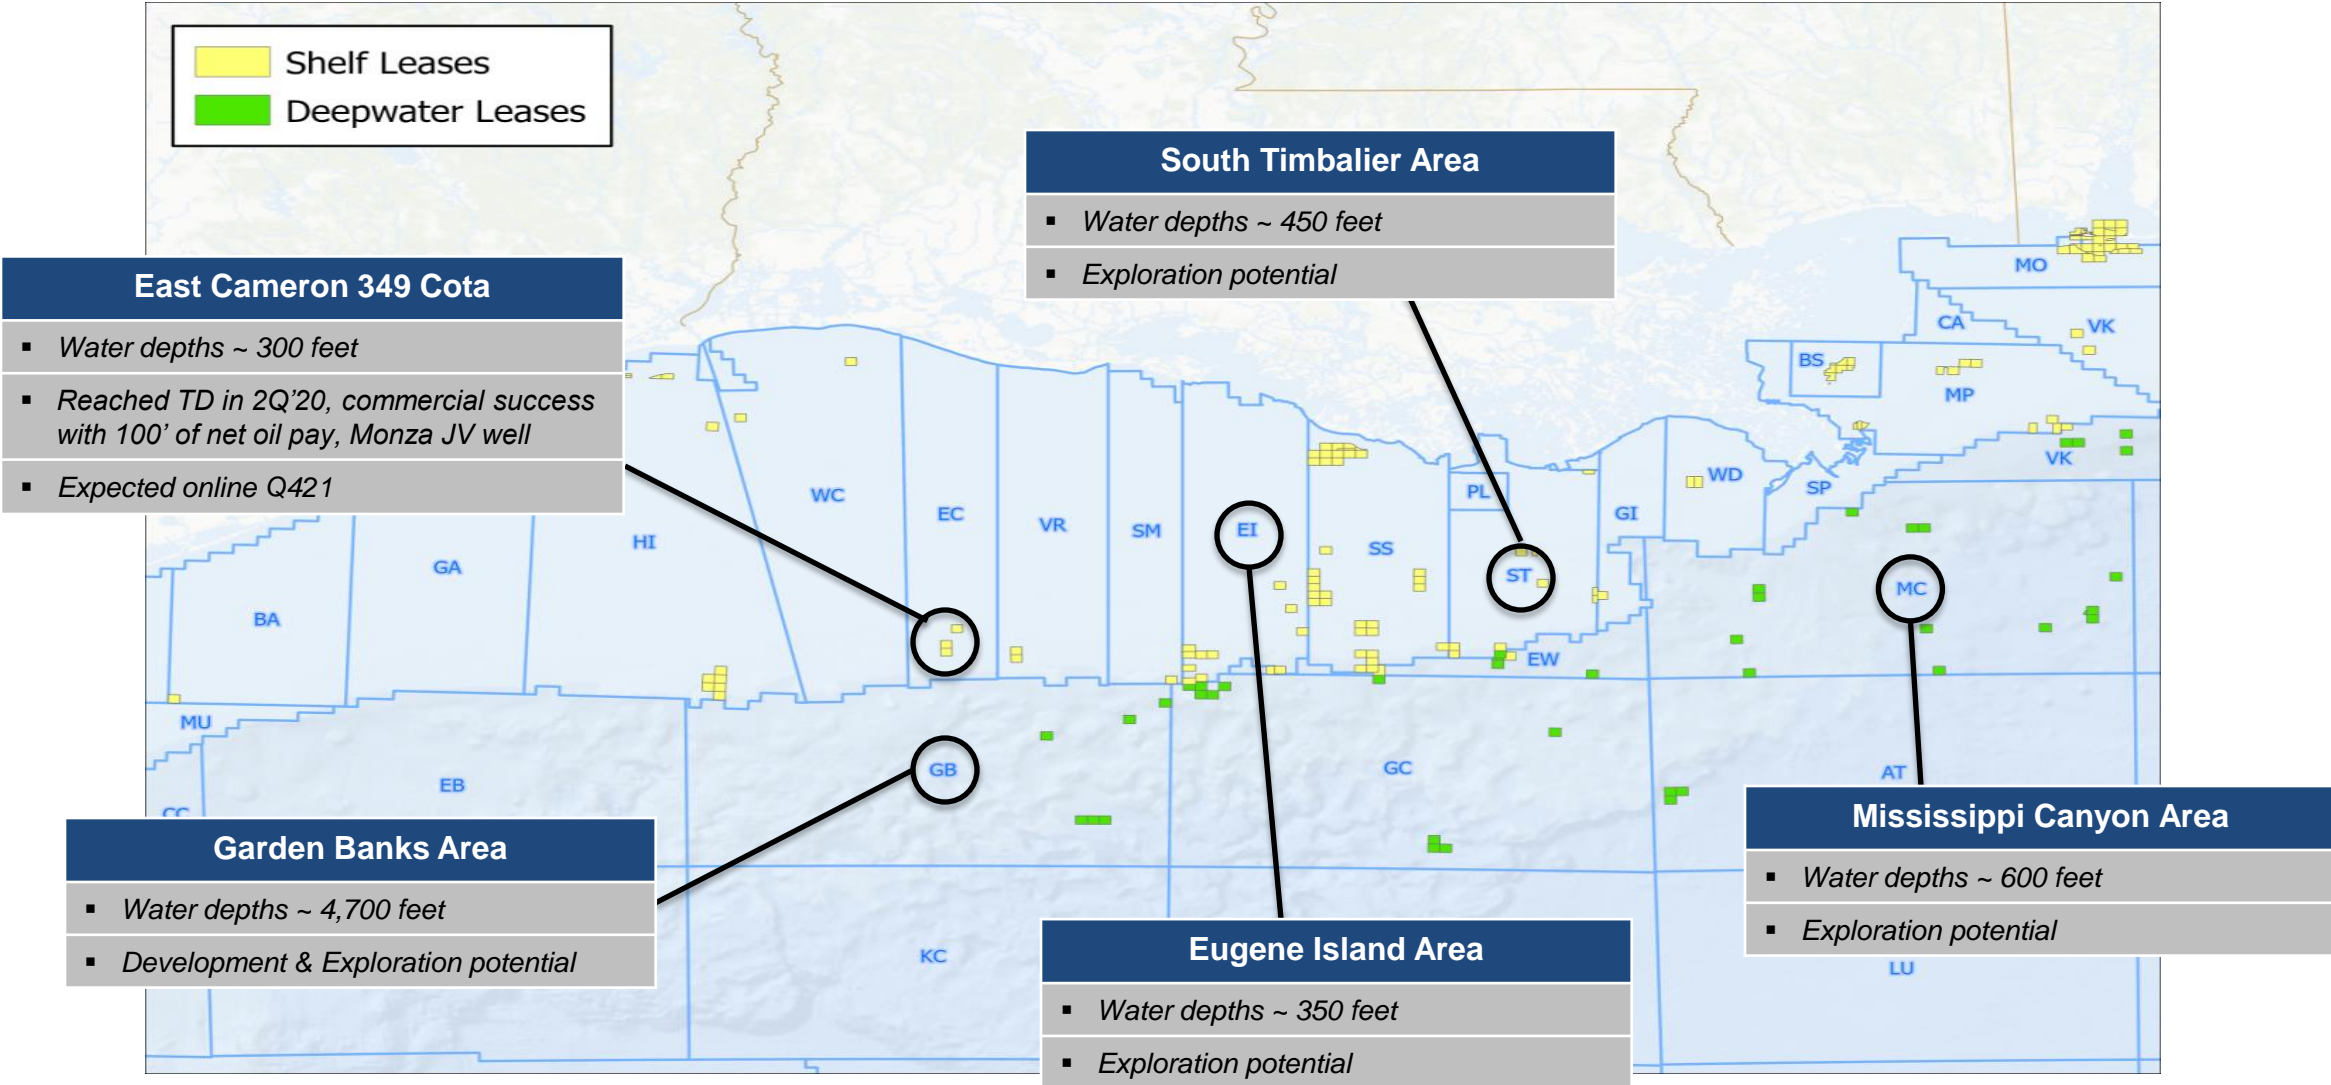 Shelf Leases
Deepwater Leases
South Timbalier Area
▪ Water depths ~ 450 feet
▪ Exploration potential
East Cameron 349 Cota
▪ Water depths ~ 300 feet
▪ Reached TD in 2Q’20, commercial success
with 100’ of net oil pay, Monza JV well
▪ Expected online Q421
MO
CA
VK
BS
MP
VK
WD
SP
PL
GI
WC
EC
VR
SM
EI
SS
ST
HI
GA
BA
MC
EW
MU
GB
GC
AT
EB
CC
KC
LU
Garden Banks Area
▪ Water depths ~ 4,700 feet
▪ Development & Exploration potential
Eugene Island Area
▪ Water depths ~ 350 feet
▪ Exploration potential
Mississippi Canyon Area
▪ Water depths ~ 600 feet
▪ Exploration potential